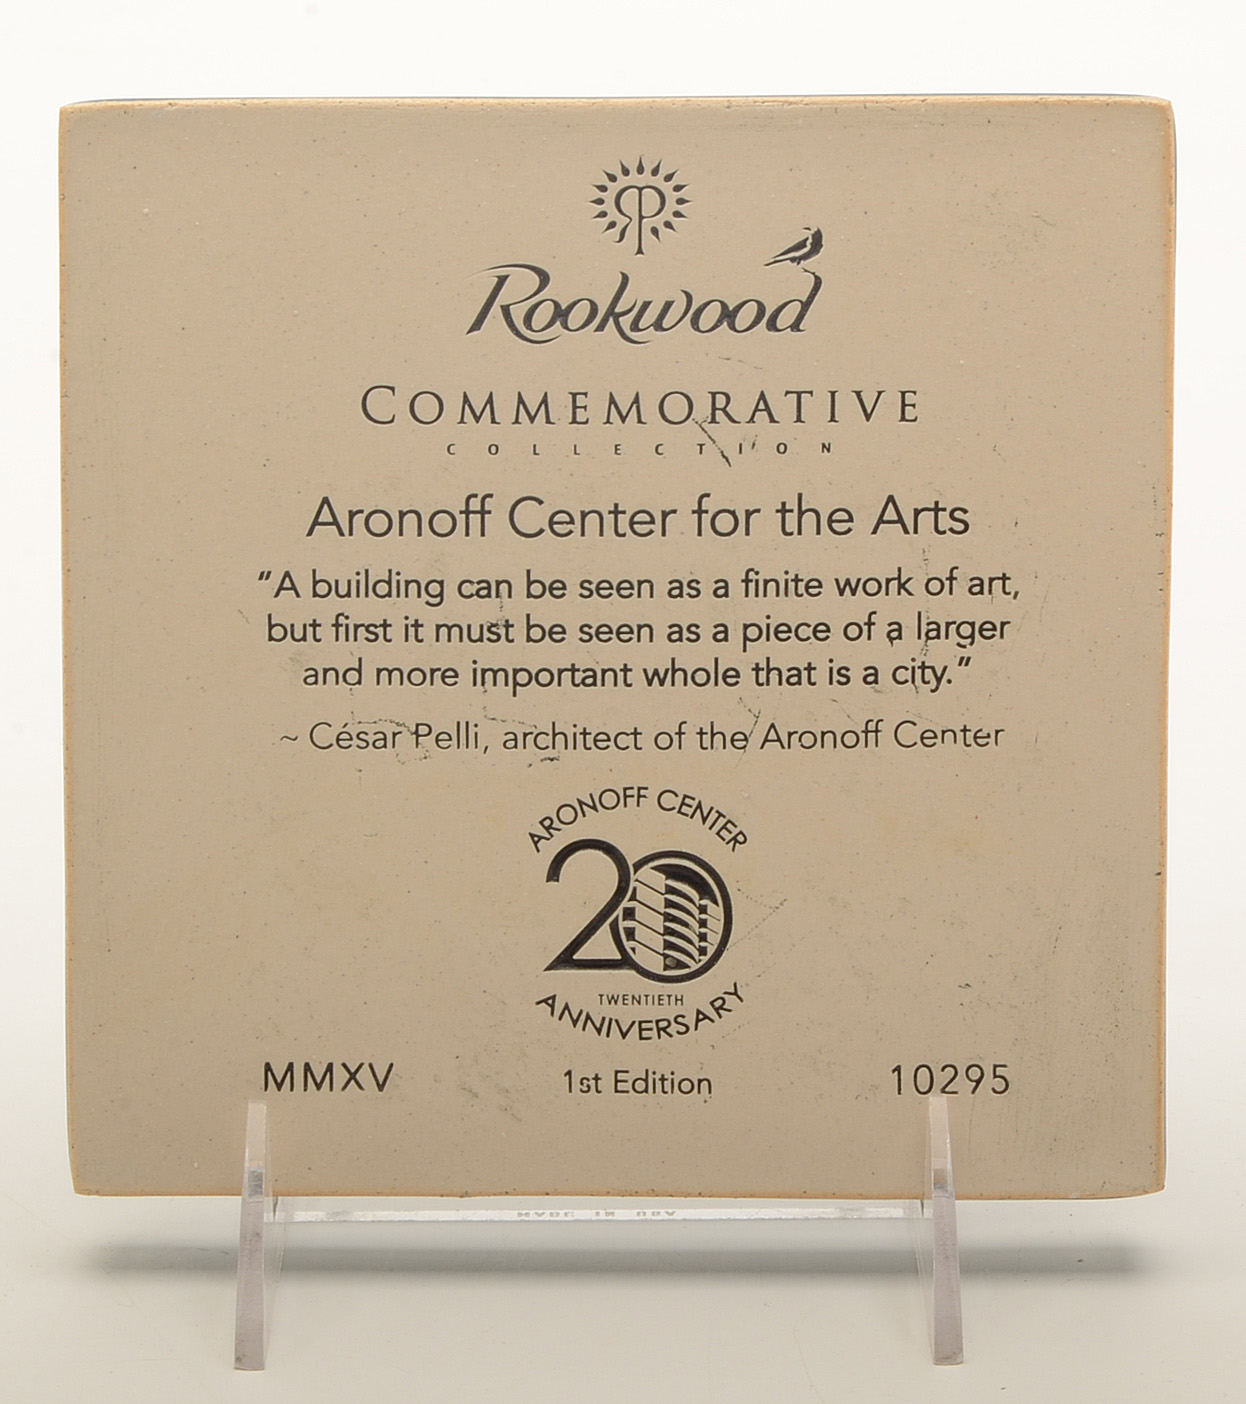 RP
Rookwood
COMMEMORATIVE
COLLECTION
Aronoff Center for the Arts
"A building can be seen as a finite work of art,
but first it must be seen as a piece of a larger
and more important whole that is a city."
~ César Pelli, architect of the Aronoff Center
ARONOFF CENTER
20
TWENTIETH
ANNIVERSARY
MMXV 1st Edition 10295